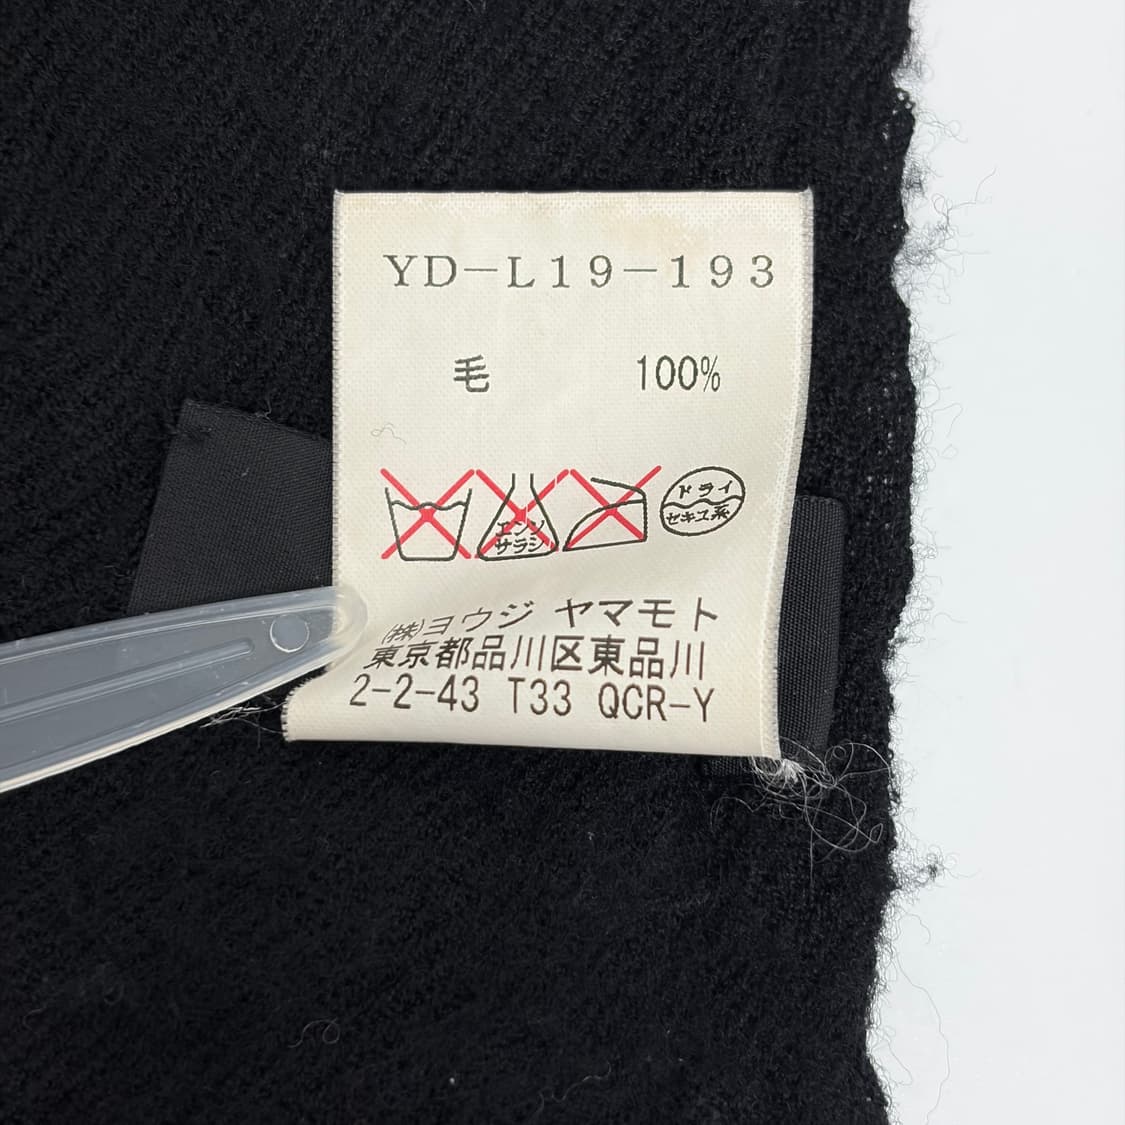 YD-L19-193
毛 100%
エンソ
サラシ
ドライ
セキユ系
㈱ヨウジ ヤマモト
東京都品川区東品川
2-2-43 T33 QCR-Y